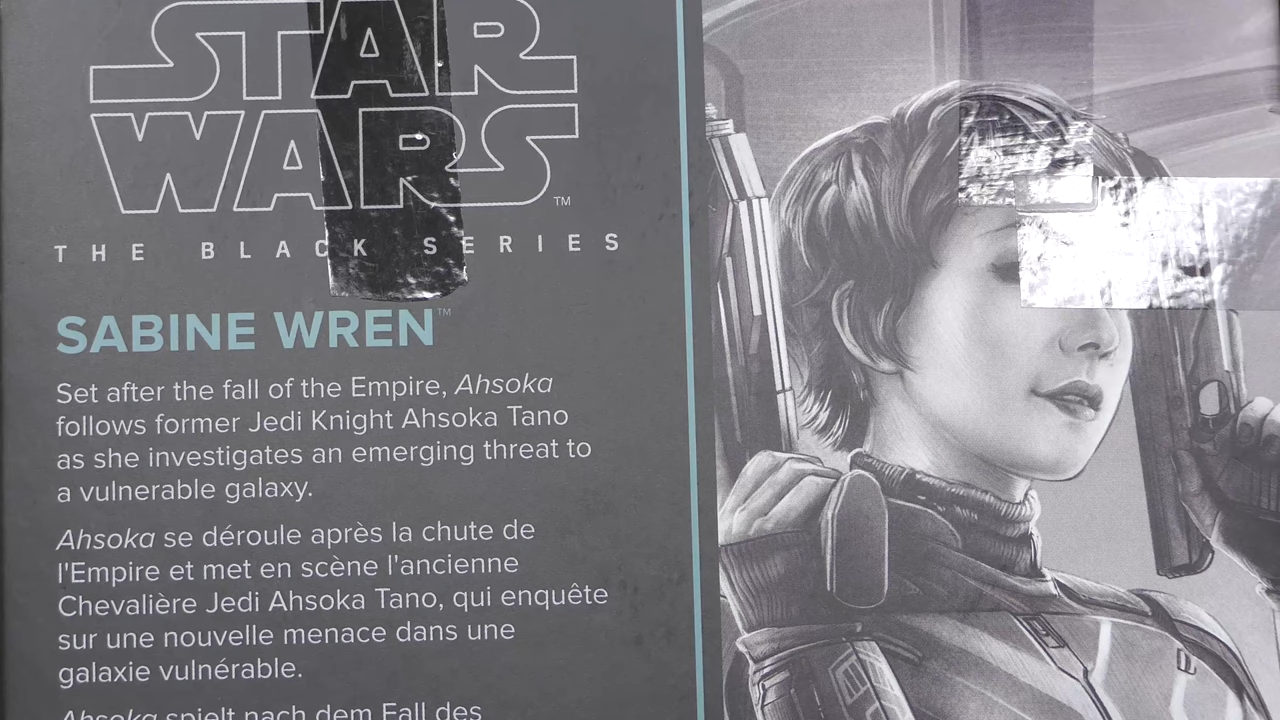 STAR
WARS™
THE BLACK SERIES
SABINE WREN™
Set after the fall of the Empire, Ahsoka
follows former Jedi Knight Ahsoka Tano
as she investigates an emerging threat to
a vulnerable galaxy.
Ahsoka se déroule après la chute de
l'Empire et met en scène l'ancienne
Chevalière Jedi Ahsoka Tano, qui enquête
sur une nouvelle menace dans une
galaxie vulnérable.
Ahsoka spielt nach dem Fall des